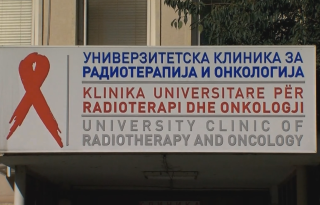 УНИВЕРЗИТЕТСКА КЛИНИКА ЗА
РАДИОТЕРАПИЈА И ОНКОЛОГИЈА
KLINIKA UNIVERSITARE PËR
RADIOTERAPI DHE ONKOLOGJI
UNIVERSITY CLINIC OF
RADIOTHERAPY AND ONCOLOGY